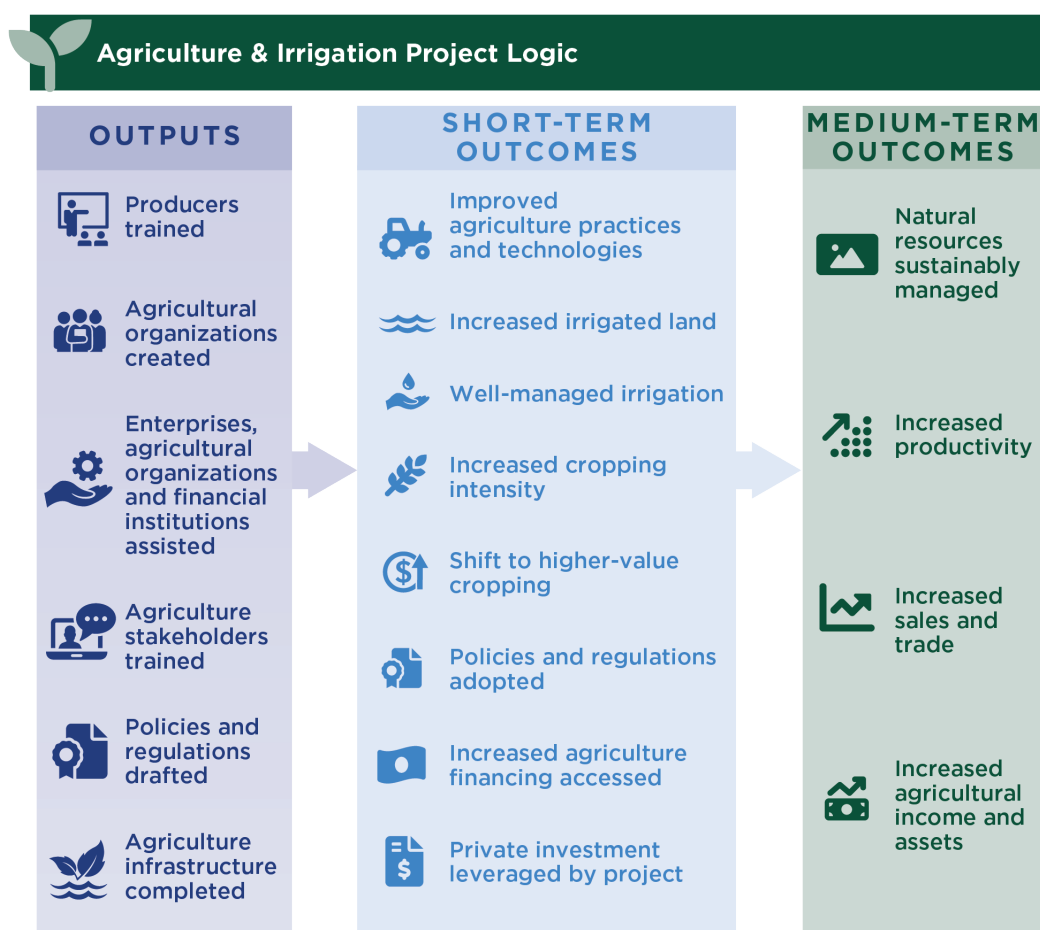 Agriculture & Irrigation Project Logic
OUTPUTS
Producers
trained
Agricultural
organizations
created
Enterprises,
agricultural
organizations
and financial
institutions
assisted
Agriculture
stakeholders
trained
Policies and
regulations
drafted
Agriculture
infrastructure
completed
SHORT-TERM
OUTCOMES
Improved
agriculture practices
and technologies
Increased irrigated land
Well-managed irrigation
Increased cropping
intensity
$
Shift to higher-value
cropping
Policies and regulations
adopted
Increased agriculture
financing accessed
$
Private investment
leveraged by project
MEDIUM-TERM
OUTCOMES
Natural
resources
sustainably
managed
Increased
productivity
Increased
sales and
trade
Increased
agricultural
income and
assets